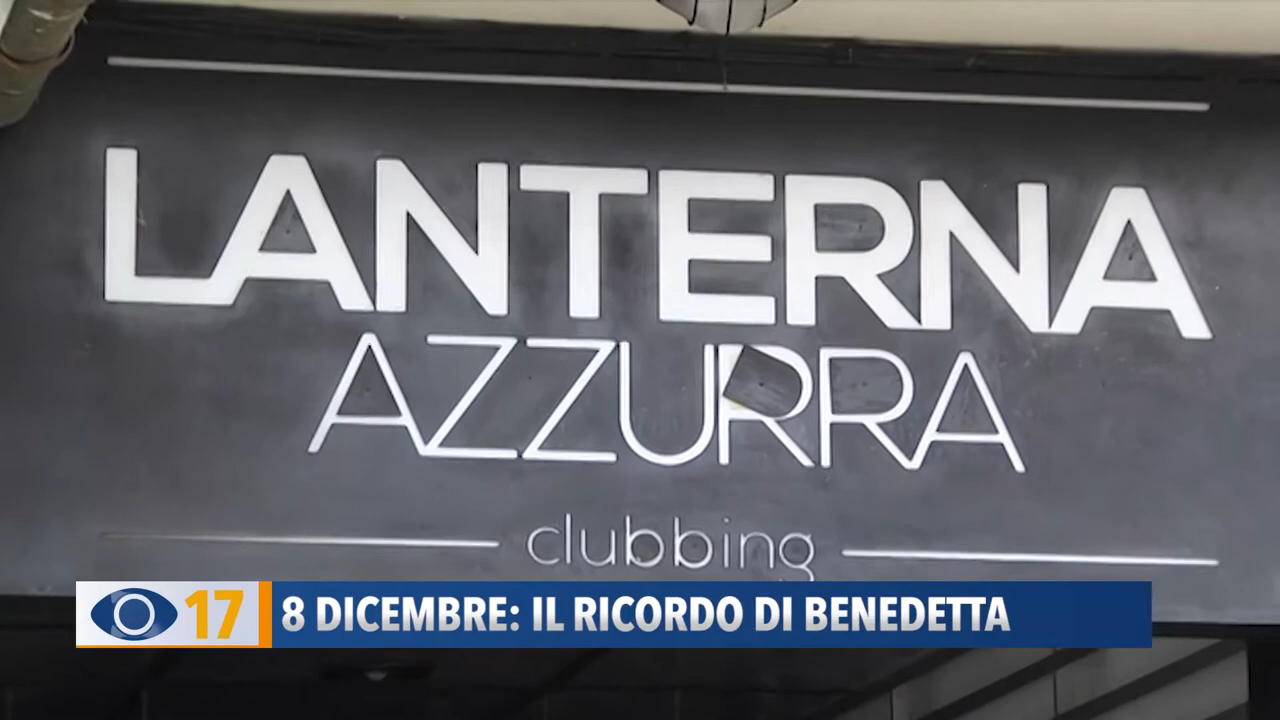 LANTERNA
AZZURRA
clubbing
17
8 DICEMBRE: IL RICORDO DI BENEDETTA